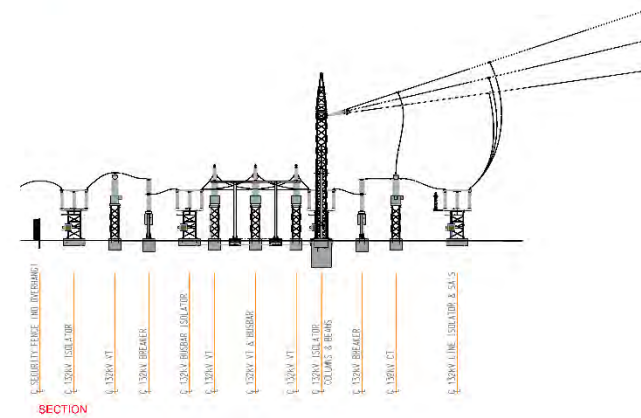 ℄ SECURITY FENCE (NO OVERHANG)
℄ 132kV ISOLATOR
℄ 132kV VT
℄ 132kV BREAKER
℄ 132kV BUSBAR ISOLATOR
℄ 132kV VT
℄ 132kV VT & BUSBAR
℄ 132kV VT
℄ 132kV ISOLATOR
COLUMNS & BEAMS
℄ 132kV BREAKER
℄ 132kV CT
℄ 132kV LINE ISOLATOR & SA'S
SECTION